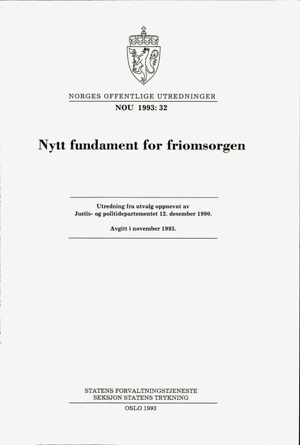 NORGES OFFENTLIGE UTREDNINGER
NOU 1993: 32
Nytt fundament for friomsorgen
Utredning fra utvalg oppnevnt av
Justis- og politidepartementet 12. desember 1990.
Avgitt i november 1993.
STATENS FORVALTNINGSTJENESTE
SEKSJON STATENS TRYKNING
OSLO 1993